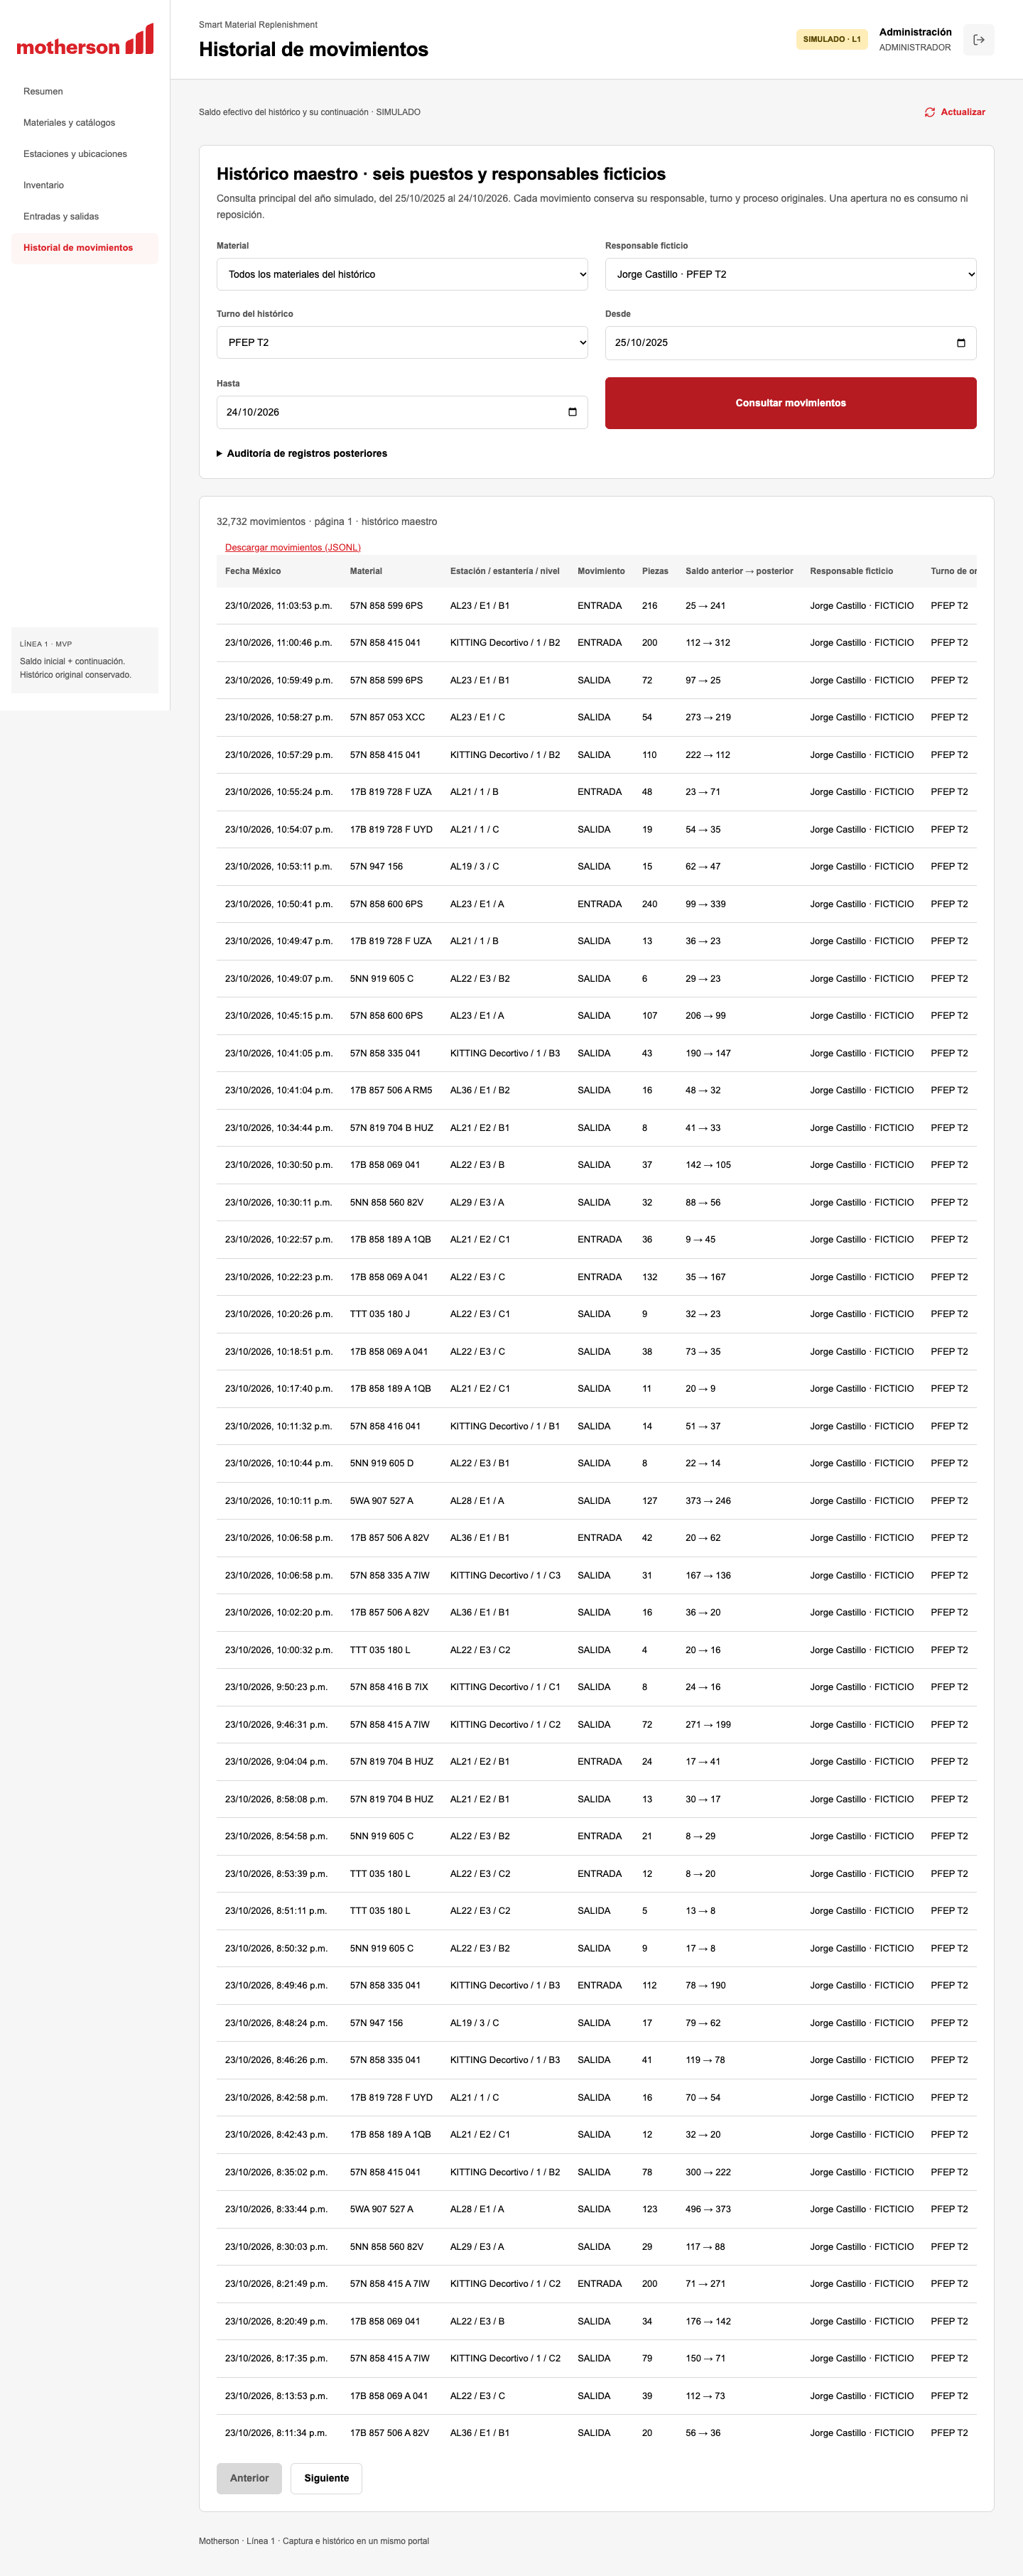 motherson
Resumen
Materiales y catálogos
Estaciones y ubicaciones
Inventario
Entradas y salidas
Historial de movimientos
LÍNEA 1 · MVP
Saldo inicial + continuación.
Histórico original conservado.
Smart Material Replenishment
Historial de movimientos
SIMULADO · L1
Administración
ADMINISTRADOR
Saldo efectivo del histórico y su continuación · SIMULADO
Actualizar
Histórico maestro · seis puestos y responsables ficticios
Consulta principal del año simulado, del 25/10/2025 al 24/10/2026. Cada movimiento conserva su responsable, turno y proceso originales. Una apertura no es consumo ni
reposición.
Material
Responsable ficticio
Todos los materiales del histórico
Jorge Castillo · PFEP T2
Turno del histórico
Desde
PFEP T2
25/10/2025
Hasta
24/10/2026
Consultar movimientos
Auditoría de registros posteriores
32,732 movimientos · página 1 · histórico maestro
Descargar movimientos (JSONL)
Fecha México Material Estación / estantería / nivel Movimiento Piezas Saldo anterior → posterior Responsable ficticio Turno de or
23/10/2026, 11:03:53 p.m. 57N 858 599 6PS AL23 / E1 / B1 ENTRADA 216 25 → 241 Jorge Castillo · FICTICIO PFEP T2
23/10/2026, 11:00:46 p.m. 57N 858 415 041 KITTING Decortivo / 1 / B2 ENTRADA 200 112 → 312 Jorge Castillo · FICTICIO PFEP T2
23/10/2026, 10:59:49 p.m. 57N 858 599 6PS AL23 / E1 / B1 SALIDA 72 97 → 25 Jorge Castillo · FICTICIO PFEP T2
23/10/2026, 10:58:27 p.m. 57N 857 053 XCC AL23 / E1 / C SALIDA 54 273 → 219 Jorge Castillo · FICTICIO PFEP T2
23/10/2026, 10:57:29 p.m. 57N 858 415 041 KITTING Decortivo / 1 / B2 SALIDA 110 222 → 112 Jorge Castillo · FICTICIO PFEP T2
23/10/2026, 10:55:24 p.m. 17B 819 728 F UZA AL21 / 1 / B ENTRADA 48 23 → 71 Jorge Castillo · FICTICIO PFEP T2
23/10/2026, 10:54:07 p.m. 17B 819 728 F UYD AL21 / 1 / C SALIDA 19 54 → 35 Jorge Castillo · FICTICIO PFEP T2
23/10/2026, 10:53:11 p.m. 57N 947 156 AL19 / 3 / C SALIDA 15 62 → 47 Jorge Castillo · FICTICIO PFEP T2
23/10/2026, 10:50:41 p.m. 57N 858 600 6PS AL23 / E1 / A ENTRADA 240 99 → 339 Jorge Castillo · FICTICIO PFEP T2
23/10/2026, 10:49:47 p.m. 17B 819 728 F UZA AL21 / 1 / B SALIDA 13 36 → 23 Jorge Castillo · FICTICIO PFEP T2
23/10/2026, 10:49:07 p.m. 5NN 919 605 C AL22 / E3 / B2 SALIDA 6 29 → 23 Jorge Castillo · FICTICIO PFEP T2
23/10/2026, 10:45:15 p.m. 57N 858 600 6PS AL23 / E1 / A SALIDA 107 206 → 99 Jorge Castillo · FICTICIO PFEP T2
23/10/2026, 10:41:05 p.m. 57N 858 335 041 KITTING Decortivo / 1 / B3 SALIDA 43 190 → 147 Jorge Castillo · FICTICIO PFEP T2
23/10/2026, 10:41:04 p.m. 17B 857 506 A RM5 AL36 / E1 / B2 SALIDA 16 48 → 32 Jorge Castillo · FICTICIO PFEP T2
23/10/2026, 10:34:44 p.m. 57N 819 704 B HUZ AL21 / E2 / B1 SALIDA 8 41 → 33 Jorge Castillo · FICTICIO PFEP T2
23/10/2026, 10:30:50 p.m. 17B 858 069 041 AL22 / E3 / B SALIDA 37 142 → 105 Jorge Castillo · FICTICIO PFEP T2
23/10/2026, 10:30:11 p.m. 5NN 858 560 82V AL29 / E3 / A SALIDA 32 88 → 56 Jorge Castillo · FICTICIO PFEP T2
23/10/2026, 10:22:57 p.m. 17B 858 189 A 1QB AL21 / E2 / C1 ENTRADA 36 9 → 45 Jorge Castillo · FICTICIO PFEP T2
23/10/2026, 10:22:23 p.m. 17B 858 069 A 041 AL22 / E3 / C ENTRADA 132 35 → 167 Jorge Castillo · FICTICIO PFEP T2
23/10/2026, 10:20:26 p.m. TTT 035 180 J AL22 / E3 / C1 SALIDA 9 32 → 23 Jorge Castillo · FICTICIO PFEP T2
23/10/2026, 10:18:51 p.m. 17B 858 069 A 041 AL22 / E3 / C SALIDA 38 73 → 35 Jorge Castillo · FICTICIO PFEP T2
23/10/2026, 10:17:40 p.m. 17B 858 189 A 1QB AL21 / E2 / C1 SALIDA 11 20 → 9 Jorge Castillo · FICTICIO PFEP T2
23/10/2026, 10:11:32 p.m. 57N 858 416 041 KITTING Decortivo / 1 / B1 SALIDA 14 51 → 37 Jorge Castillo · FICTICIO PFEP T2
23/10/2026, 10:10:44 p.m. 5NN 919 605 D AL22 / E3 / B1 SALIDA 8 22 → 14 Jorge Castillo · FICTICIO PFEP T2
23/10/2026, 10:10:11 p.m. 5WA 907 527 A AL28 / E1 / A SALIDA 127 373 → 246 Jorge Castillo · FICTICIO PFEP T2
23/10/2026, 10:06:58 p.m. 17B 857 506 A 82V AL36 / E1 / B1 ENTRADA 42 20 → 62 Jorge Castillo · FICTICIO PFEP T2
23/10/2026, 10:06:58 p.m. 57N 858 335 A 7IW KITTING Decortivo / 1 / C3 SALIDA 31 167 → 136 Jorge Castillo · FICTICIO PFEP T2
23/10/2026, 10:02:20 p.m. 17B 857 506 A 82V AL36 / E1 / B1 SALIDA 16 36 → 20 Jorge Castillo · FICTICIO PFEP T2
23/10/2026, 10:00:32 p.m. TTT 035 180 L AL22 / E3 / C2 SALIDA 4 20 → 16 Jorge Castillo · FICTICIO PFEP T2
23/10/2026, 9:50:23 p.m. 57N 858 416 B 7IX KITTING Decortivo / 1 / C1 SALIDA 8 24 → 16 Jorge Castillo · FICTICIO PFEP T2
23/10/2026, 9:46:31 p.m. 57N 858 415 A 7IW KITTING Decortivo / 1 / C2 SALIDA 72 271 → 199 Jorge Castillo · FICTICIO PFEP T2
23/10/2026, 9:04:04 p.m. 57N 819 704 B HUZ AL21 / E2 / B1 ENTRADA 24 17 → 41 Jorge Castillo · FICTICIO PFEP T2
23/10/2026, 8:58:08 p.m. 57N 819 704 B HUZ AL21 / E2 / B1 SALIDA 13 30 → 17 Jorge Castillo · FICTICIO PFEP T2
23/10/2026, 8:54:58 p.m. 5NN 919 605 C AL22 / E3 / B2 ENTRADA 21 8 → 29 Jorge Castillo · FICTICIO PFEP T2
23/10/2026, 8:53:39 p.m. TTT 035 180 L AL22 / E3 / C2 ENTRADA 12 8 → 20 Jorge Castillo · FICTICIO PFEP T2
23/10/2026, 8:51:11 p.m. TTT 035 180 L AL22 / E3 / C2 SALIDA 5 13 → 8 Jorge Castillo · FICTICIO PFEP T2
23/10/2026, 8:50:32 p.m. 5NN 919 605 C AL22 / E3 / B2 SALIDA 9 17 → 8 Jorge Castillo · FICTICIO PFEP T2
23/10/2026, 8:49:46 p.m. 57N 858 335 041 KITTING Decortivo / 1 / B3 ENTRADA 112 78 → 190 Jorge Castillo · FICTICIO PFEP T2
23/10/2026, 8:48:24 p.m. 57N 947 156 AL19 / 3 / C SALIDA 17 79 → 62 Jorge Castillo · FICTICIO PFEP T2
23/10/2026, 8:46:26 p.m. 57N 858 335 041 KITTING Decortivo / 1 / B3 SALIDA 41 119 → 78 Jorge Castillo · FICTICIO PFEP T2
23/10/2026, 8:42:58 p.m. 17B 819 728 F UYD AL21 / 1 / C SALIDA 16 70 → 54 Jorge Castillo · FICTICIO PFEP T2
23/10/2026, 8:42:43 p.m. 17B 858 189 A 1QB AL21 / E2 / C1 SALIDA 12 32 → 20 Jorge Castillo · FICTICIO PFEP T2
23/10/2026, 8:35:02 p.m. 57N 858 415 041 KITTING Decortivo / 1 / B2 SALIDA 78 300 → 222 Jorge Castillo · FICTICIO PFEP T2
23/10/2026, 8:33:44 p.m. 5WA 907 527 A AL28 / E1 / A SALIDA 123 496 → 373 Jorge Castillo · FICTICIO PFEP T2
23/10/2026, 8:30:03 p.m. 5NN 858 560 82V AL29 / E3 / A SALIDA 29 117 → 88 Jorge Castillo · FICTICIO PFEP T2
23/10/2026, 8:21:49 p.m. 57N 858 415 A 7IW KITTING Decortivo / 1 / C2 ENTRADA 200 71 → 271 Jorge Castillo · FICTICIO PFEP T2
23/10/2026, 8:20:49 p.m. 17B 858 069 041 AL22 / E3 / B SALIDA 34 176 → 142 Jorge Castillo · FICTICIO PFEP T2
23/10/2026, 8:17:35 p.m. 57N 858 415 A 7IW KITTING Decortivo / 1 / C2 SALIDA 79 150 → 71 Jorge Castillo · FICTICIO PFEP T2
23/10/2026, 8:13:53 p.m. 17B 858 069 A 041 AL22 / E3 / C SALIDA 39 112 → 73 Jorge Castillo · FICTICIO PFEP T2
23/10/2026, 8:11:34 p.m. 17B 857 506 A 82V AL36 / E1 / B1 SALIDA 20 56 → 36 Jorge Castillo · FICTICIO PFEP T2
Anterior
Siguiente
Motherson · Línea 1 · Captura e histórico en un mismo portal